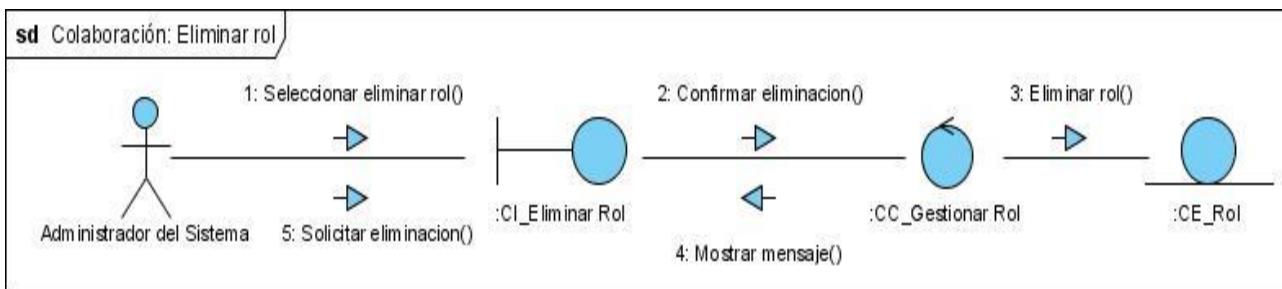 sd Colaboración: Eliminar rol
1: Seleccionar eliminar rol()
2: Confirmar eliminacion()
3: Eliminar rol()
:CI_Eliminar Rol
:CC_Gestionar Rol
:CE_Rol
Administrador del Sistema
5: Solicitar eliminacion()
4: Mostrar mensaje()